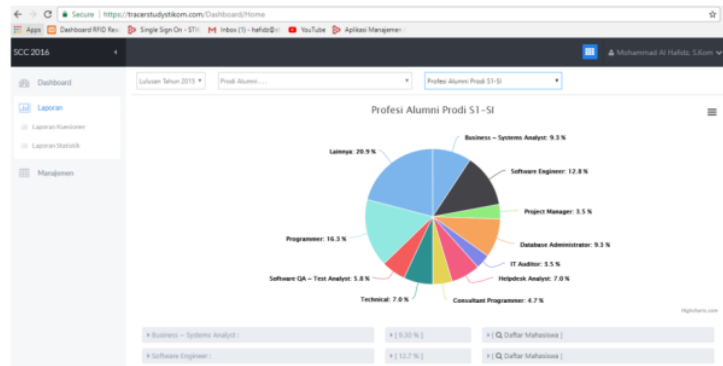 Secure | https://tracerstudystikom.com/Dashboard/Home
Apps Dashboard RFID Rev Single Sign On - STI Inbox (1) - hafidz@ YouTube Aplikasi Manajemen
SCC 2016 Mohammad Al Hafidz, S.Kom
Dashboard
Lulusan Tahun 2015 Prodi Alumni..... Profesi Alumni Prodi S1-SI
Laporan
Laporan Kuesioner
Laporan Statistik
Manajemen
Profesi Alumni Prodi S1-SI
Business – Systems Analyst: 9.3 %
Lainnya: 20.9 %
Software Engineer: 12.8 %
Project Manager: 3.5 %
Programmer: 16.3 %
Database Administrator: 9.3 %
IT Auditor: 3.5 %
Software QA – Test Analyst: 5.8 %
Helpdesk Analyst: 7.0 %
Technical: 7.0 %
Consultant Programmer: 4.7 %
Highcharts.com
Business – Systems Analyst : [ 9.30 % ] [ Daftar Mahasiswa ]
Software Engineer : [ 12.7 % ] [ Daftar Mahasiswa ]